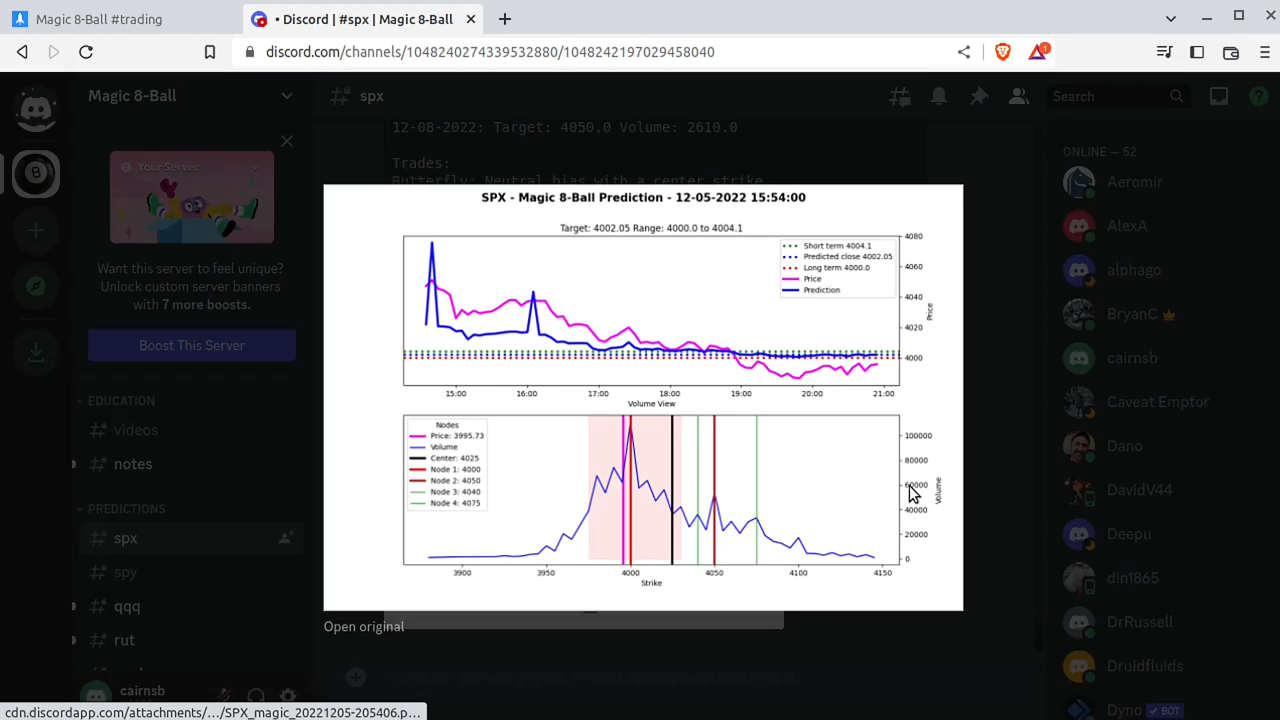 Magic 8-Ball #trading
• Discord | #spx | Magic 8-Ball
discord.com/channels/1048240274339532880/1048242197029458040
1
Magic 8-Ball
spx
Search
Your Server
Want this server to feel unique?
Unlock custom server banners
with 7 more boosts.
Boost This Server
EDUCATION
videos
notes
PREDICTIONS
spx
spy
qqq
rut
cairnsb
12-08-2022: Target: 4050.0 Volume: 2610.0
Trades:
Butterfly: Neutral bias with a center strike
SPX - Magic 8-Ball Prediction - 12-05-2022 15:54:00
Target: 4002.05 Range: 4000.0 to 4004.1
Short term 4004.1
Predicted close 4002.05
Long term 4000.0
Price
Prediction
4080
4060
4040
4020
4000
Price
15:00 16:00 17:00 18:00 19:00 20:00 21:00
Volume View
Nodes
Price: 3995.73
Volume
Center: 4025
Node 1: 4000
Node 2: 4050
Node 3: 4040
Node 4: 4075
100000
80000
60000
40000
20000
0
Volume
3900 3950 4000 4050 4100 4150
Strike
Open original
ONLINE — 52
Aeromir
AlexA
alphago
BryanC
cairnsb
Caveat Emptor
Dano
DavidV44
Deepu
din1865
DrRussell
Druidfluids
Dyno ✓ BOT
cdn.discordapp.com/attachments/.../SPX_magic_20221205-205406.p...